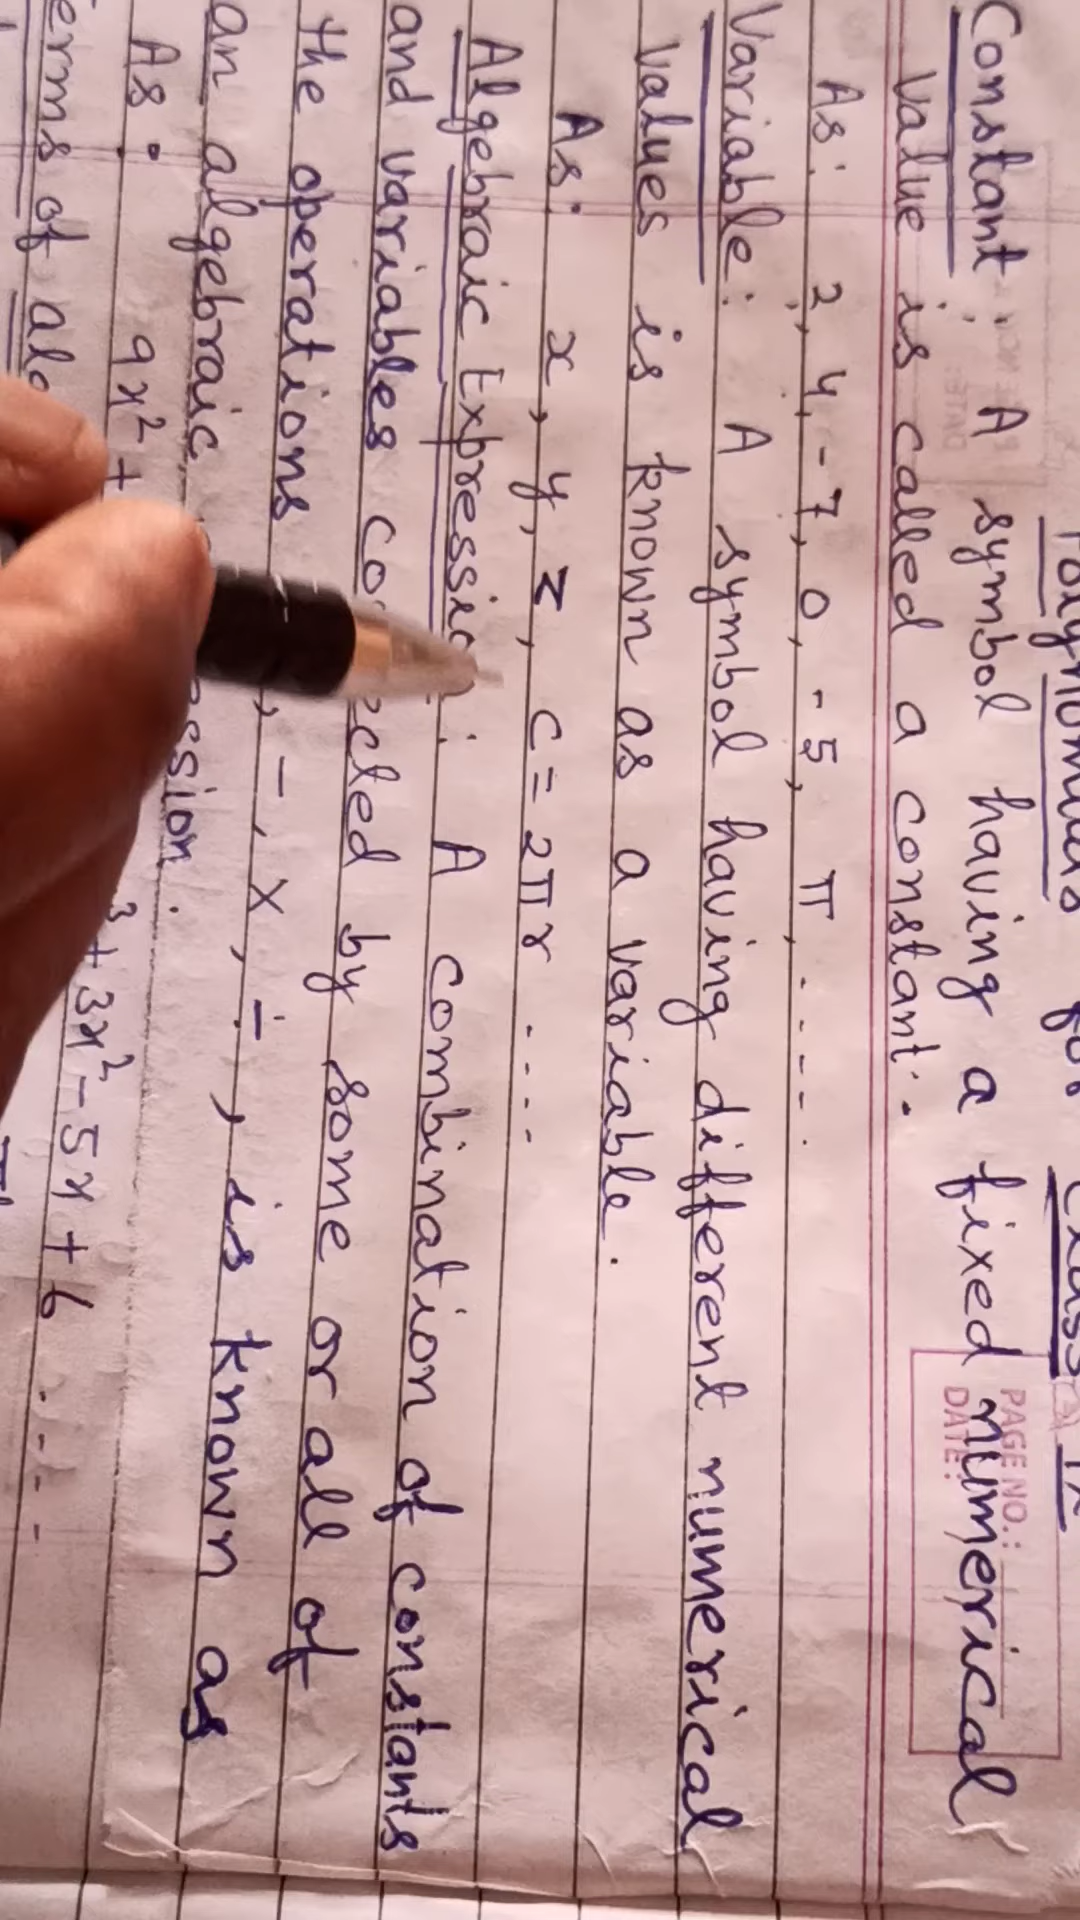 Polynomials for Class IX
PAGE NO.:
DATE:
Constant: A symbol having a fixed numerical
value is called a constant.
As: 2, 4, -7, 0, -5, π, .....
Variable: A symbol having different numerical
values is known as a variable.
As: x, y, z, c = 2πr .....
Algebraic Expression: A combination of constants
and variables connected by some or all of
the operations , -, ×, ÷, is known as
an algebraic
As: 9x² + ³ + 3x² - 5x + 6 ....
erms of